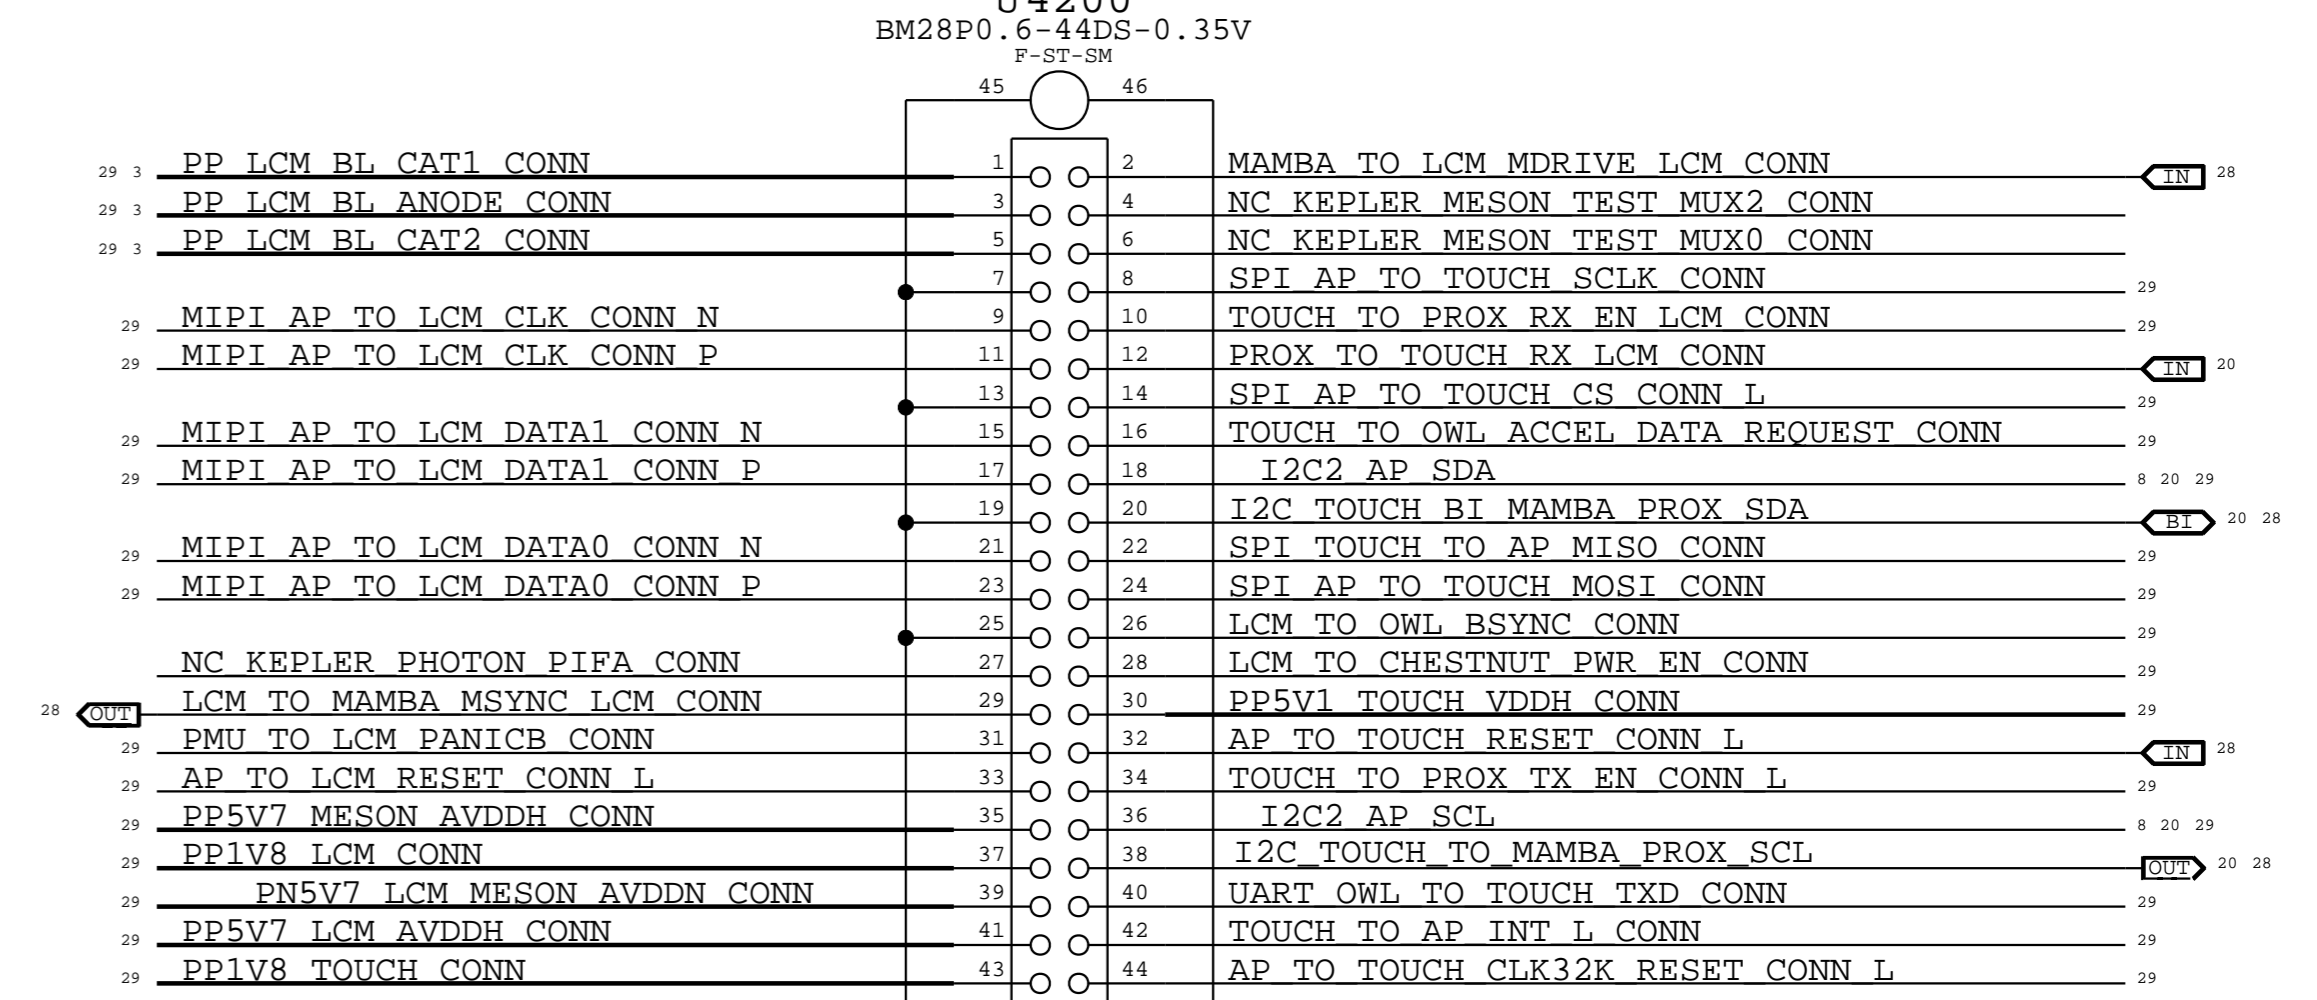 U4200
BM28P0.6-44DS-0.35V
F-ST-SM
45 46
29 3 PP_LCM_BL_CAT1_CONN 1 2 MAMBA_TO_LCM_MDRIVE_LCM_CONN IN 28
29 3 PP_LCM_BL_ANODE_CONN 3 4 NC_KEPLER_MESON_TEST_MUX2_CONN
29 3 PP_LCM_BL_CAT2_CONN 5 6 NC_KEPLER_MESON_TEST_MUX0_CONN
7 8 SPI_AP_TO_TOUCH_SCLK_CONN 29
29 MIPI_AP_TO_LCM_CLK_CONN_N 9 10 TOUCH_TO_PROX_RX_EN_LCM_CONN 29
29 MIPI_AP_TO_LCM_CLK_CONN_P 11 12 PROX_TO_TOUCH_RX_LCM_CONN IN 20
13 14 SPI_AP_TO_TOUCH_CS_CONN_L 29
29 MIPI_AP_TO_LCM_DATA1_CONN_N 15 16 TOUCH_TO_OWL_ACCEL_DATA_REQUEST_CONN 29
29 MIPI_AP_TO_LCM_DATA1_CONN_P 17 18 I2C2_AP_SDA 8 20 29
19 20 I2C_TOUCH_BI_MAMBA_PROX_SDA BI 20 28
29 MIPI_AP_TO_LCM_DATA0_CONN_N 21 22 SPI_TOUCH_TO_AP_MISO_CONN 29
29 MIPI_AP_TO_LCM_DATA0_CONN_P 23 24 SPI_AP_TO_TOUCH_MOSI_CONN 29
25 26 LCM_TO_OWL_BSYNC_CONN 29
NC_KEPLER_PHOTON_PIFA_CONN 27 28 LCM_TO_CHESTNUT_PWR_EN_CONN 29
28 OUT LCM_TO_MAMBA_MSYNC_LCM_CONN 29 30 PP5V1_TOUCH_VDDH_CONN 29
29 PMU_TO_LCM_PANICB_CONN 31 32 AP_TO_TOUCH_RESET_CONN_L IN 28
29 AP_TO_LCM_RESET_CONN_L 33 34 TOUCH_TO_PROX_TX_EN_CONN_L 29
29 PP5V7_MESON_AVDDH_CONN 35 36 I2C2_AP_SCL 8 20 29
29 PP1V8_LCM_CONN 37 38 I2C_TOUCH_TO_MAMBA_PROX_SCL OUT 20 28
29 PN5V7_LCM_MESON_AVDDN_CONN 39 40 UART_OWL_TO_TOUCH_TXD_CONN 29
29 PP5V7_LCM_AVDDH_CONN 41 42 TOUCH_TO_AP_INT_L_CONN 29
29 PP1V8_TOUCH_CONN 43 44 AP_TO_TOUCH_CLK32K_RESET_CONN_L 29